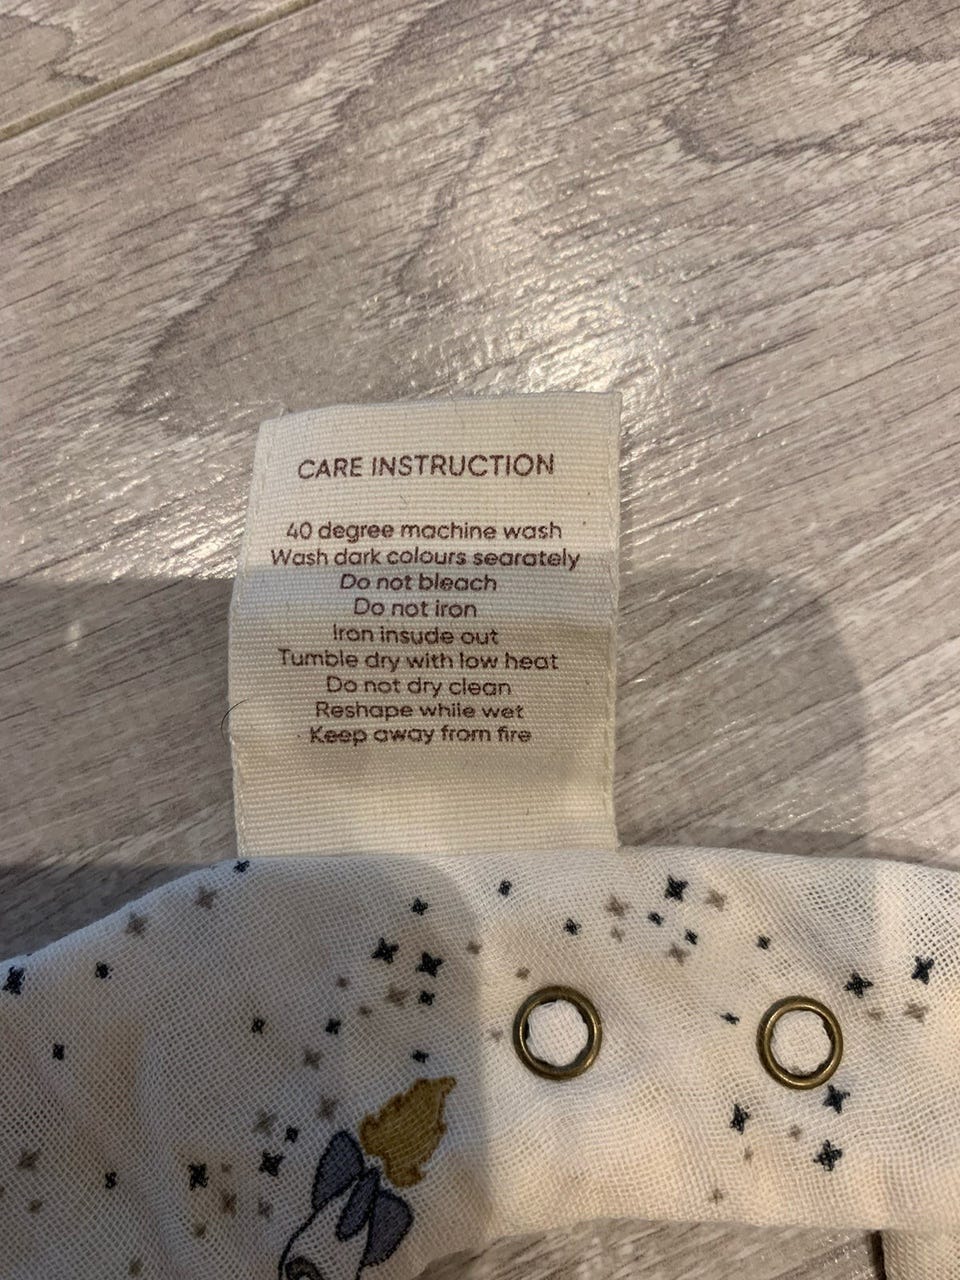 CARE INSTRUCTION
40 degree machine wash
Wash dark colours searately
Do not bleach
Do not iron
Iron insude out
Tumble dry with low heat
Do not dry clean
Reshape while wet
Keep away from fire